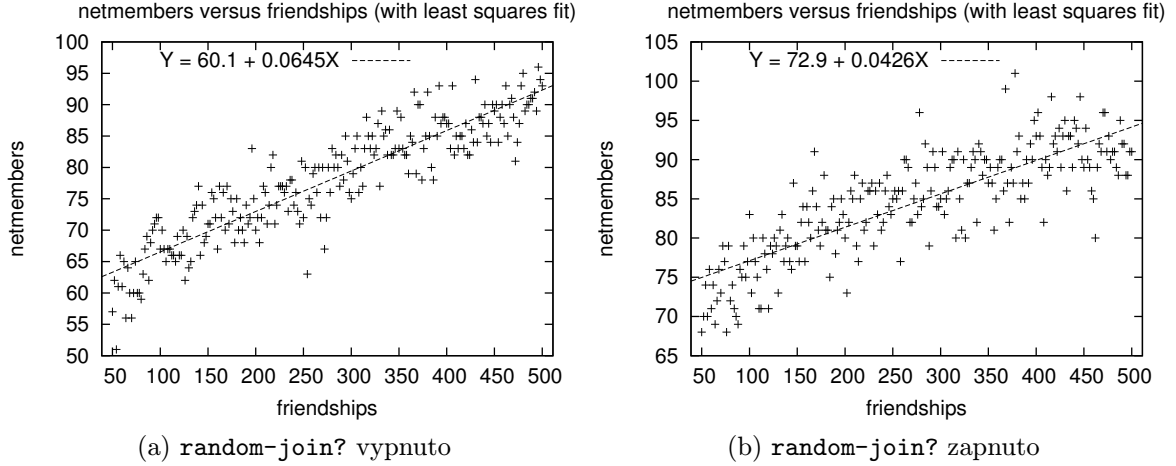 netmembers versus friendships (with least squares fit)
Y = 60.1 + 0.0645X
100
95
90
85
80
75
70
65
60
55
50
netmembers
50 100 150 200 250 300 350 400 450 500
friendships
(a) random-join? vypnuto
netmembers versus friendships (with least squares fit)
Y = 72.9 + 0.0426X
105
100
95
90
85
80
75
70
65
netmembers
50 100 150 200 250 300 350 400 450 500
friendships
(b) random-join? zapnuto